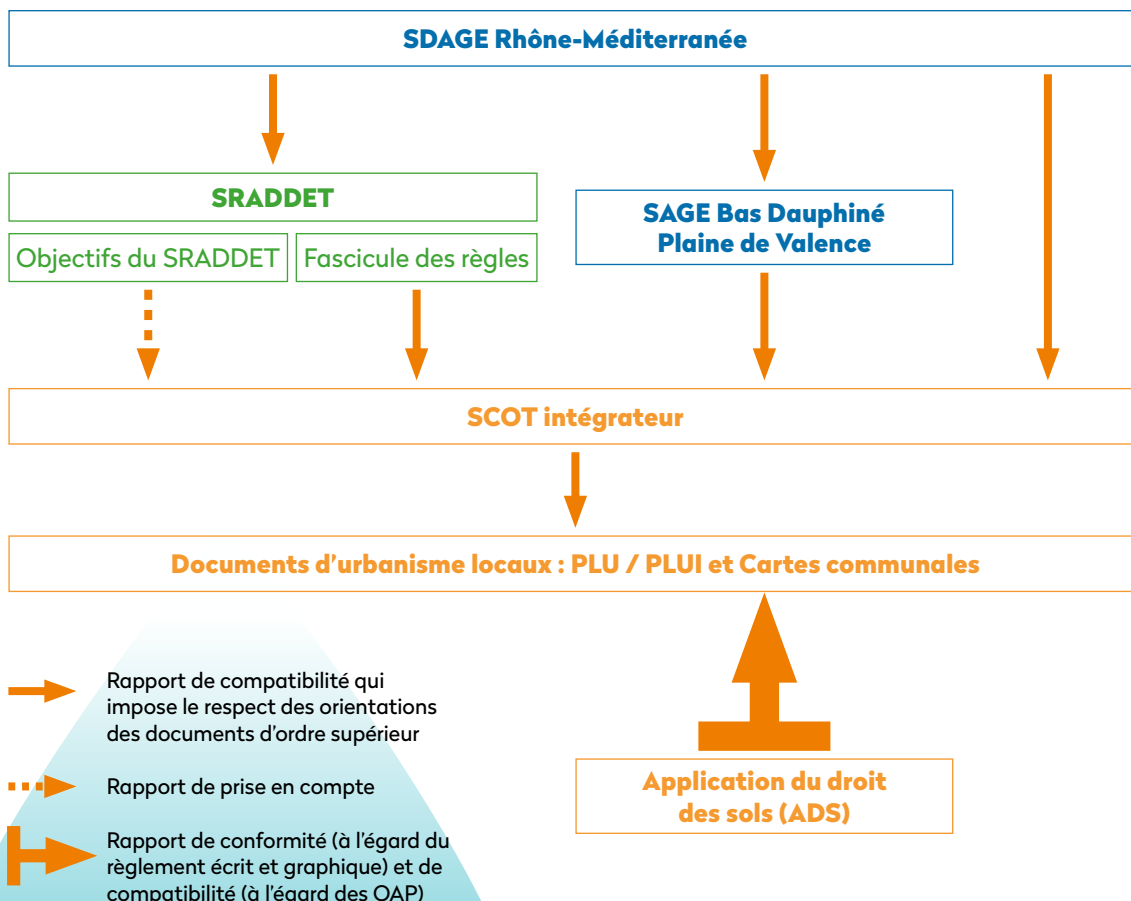 SDAGE Rhône-Méditerranée
SRADDET
Objectifs du SRADDET
Fascicule des règles
SAGE Bas Dauphiné
Plaine de Valence
SCOT intégrateur
Documents d'urbanisme locaux : PLU / PLUI et Cartes communales
Rapport de compatibilité qui
impose le respect des orientations
des documents d'ordre supérieur
Rapport de prise en compte
Rapport de conformité (à l'égard du
règlement écrit et graphique) et de
compatibilité (à l'égard des OAP)
Application du droit
des sols (ADS)